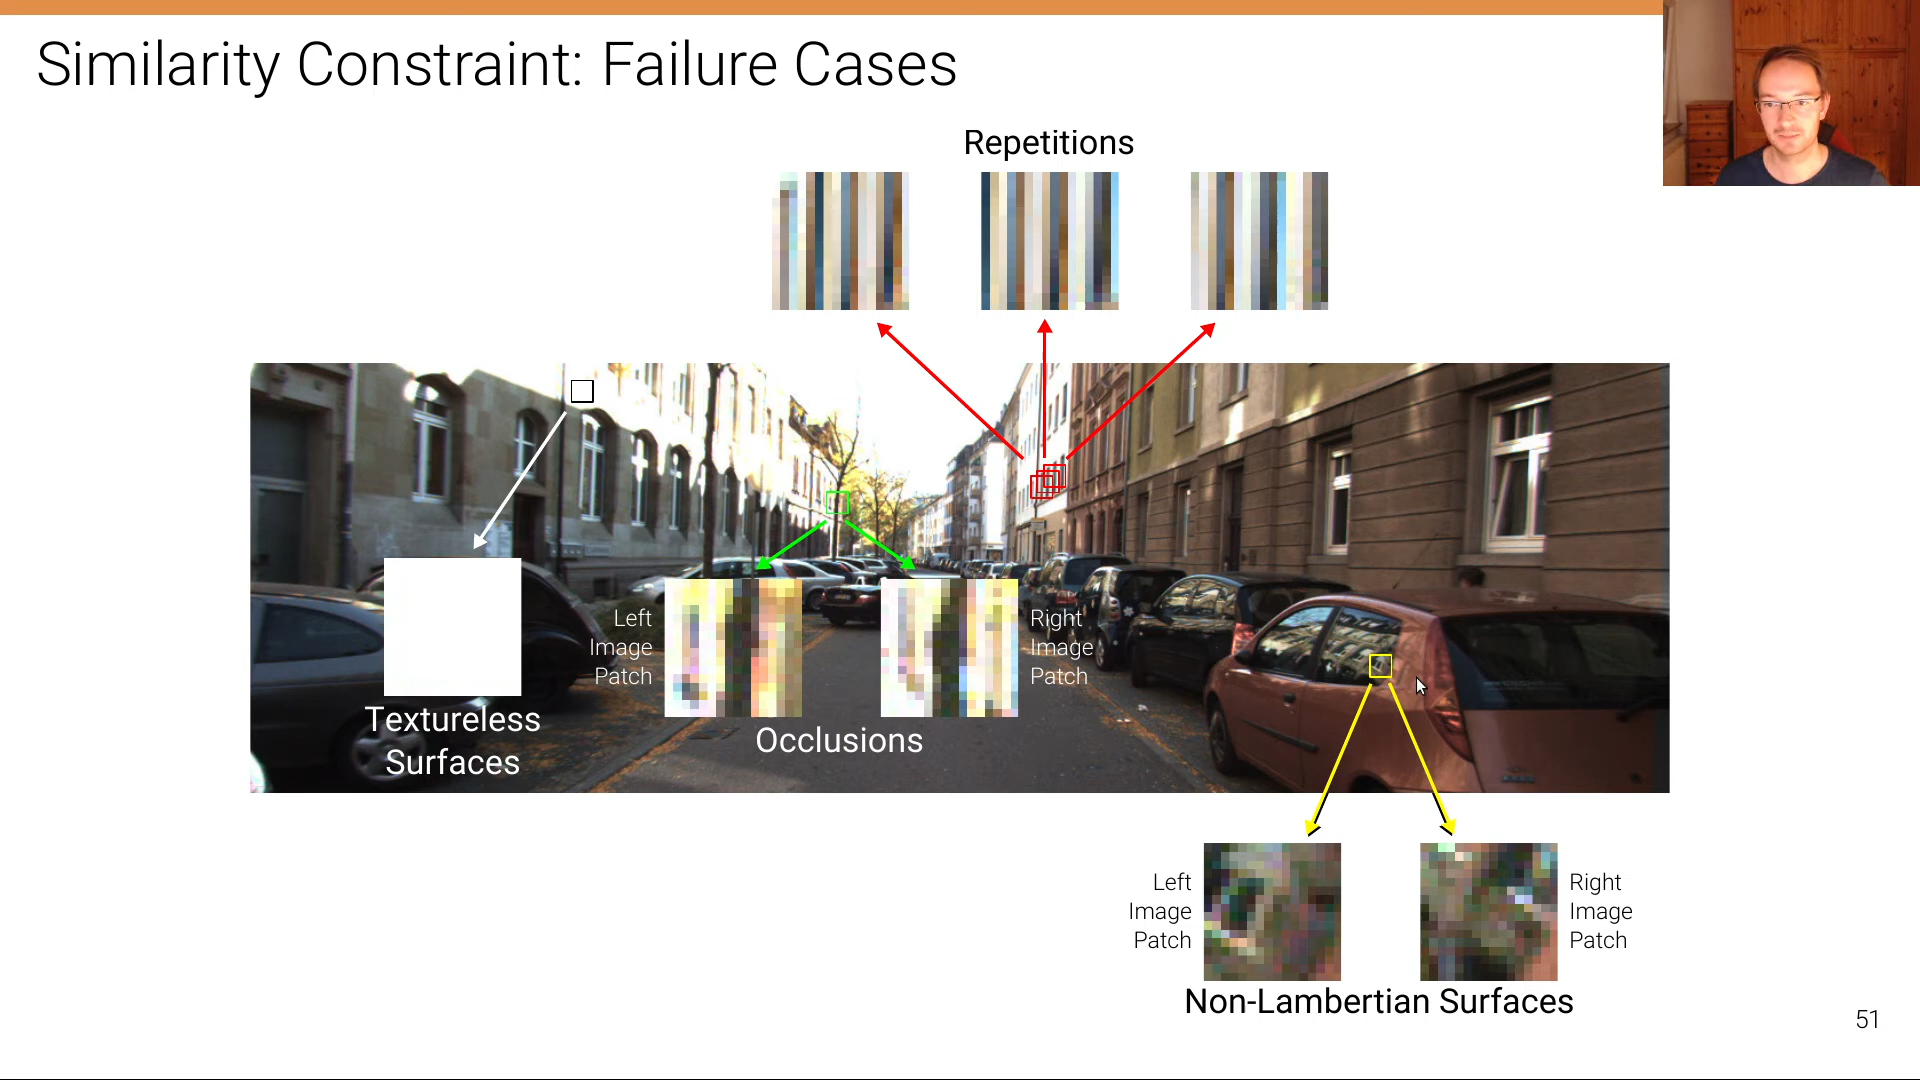 Similarity Constraint: Failure Cases
Repetitions
Left
Image
Patch
Right
Image
Patch
Textureless
Surfaces
Occlusions
Left
Image
Patch
Right
Image
Patch
Non-Lambertian Surfaces
51